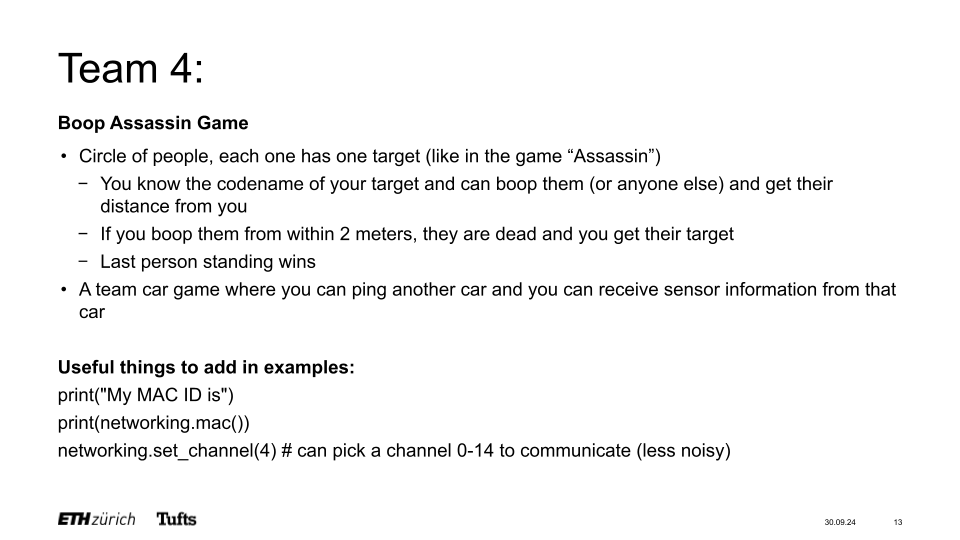 Team 4:
Boop Assassin Game
• Circle of people, each one has one target (like in the game “Assassin”)
− You know the codename of your target and can boop them (or anyone else) and get their
distance from you
− If you boop them from within 2 meters, they are dead and you get their target
− Last person standing wins
• A team car game where you can ping another car and you can receive sensor information from that
car
Useful things to add in examples:
print("My MAC ID is")
print(networking.mac())
networking.set_channel(4) # can pick a channel 0-14 to communicate (less noisy)
ETH zürich Tufts
30.09.24 13